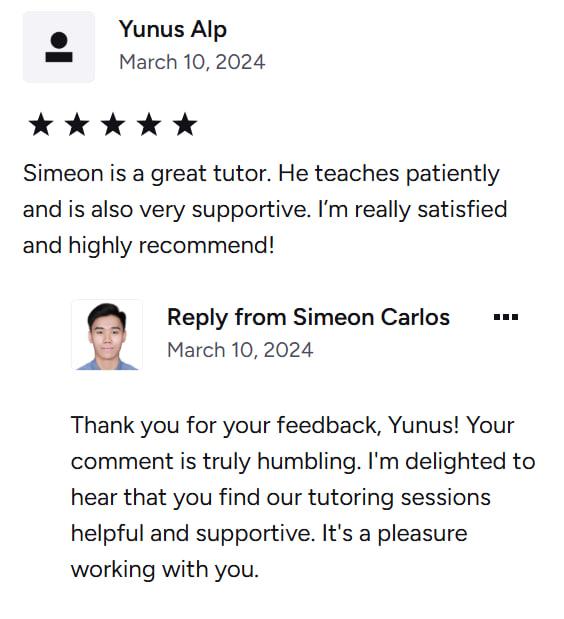 Yunus Alp
March 10, 2024
Simeon is a great tutor. He teaches patiently
and is also very supportive. I’m really satisfied
and highly recommend!
Reply from Simeon Carlos
March 10, 2024
Thank you for your feedback, Yunus! Your
comment is truly humbling. I'm delighted to
hear that you find our tutoring sessions
helpful and supportive. It's a pleasure
working with you.